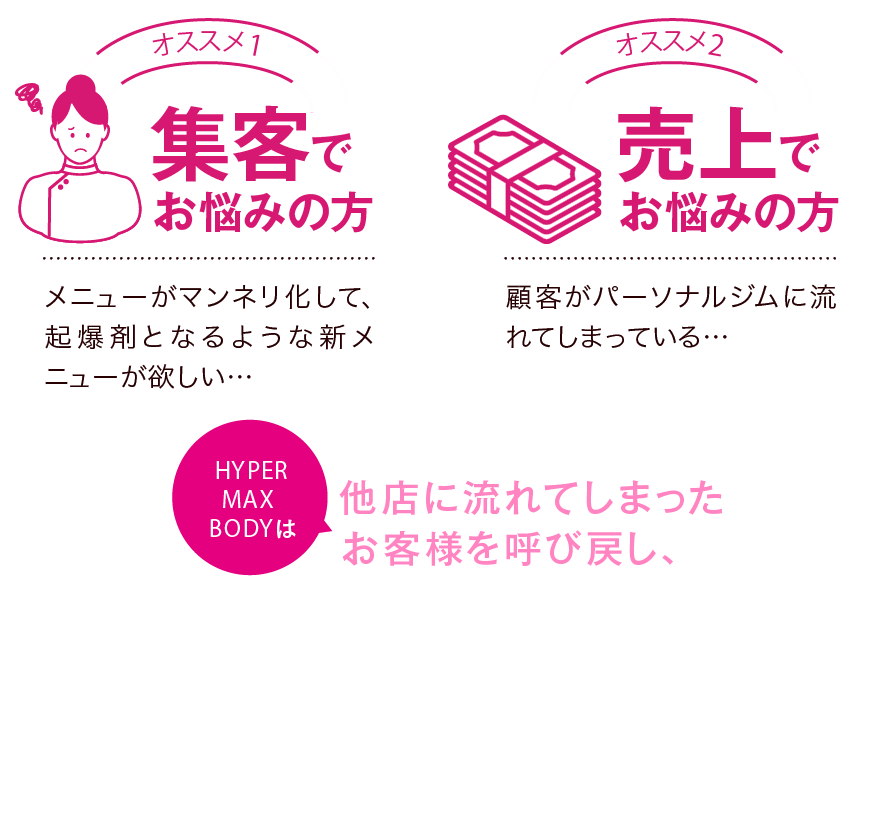 オススメ1
集客で
お悩みの方
メニューがマンネリ化して、
起爆剤となるような新メ
ニューが欲しい…
オススメ2
売上で
お悩みの方
顧客がパーソナルジムに流
れてしまっている…
HYPER
MAX
BODYは
他店に流れてしまった
お客様を呼び戻し、